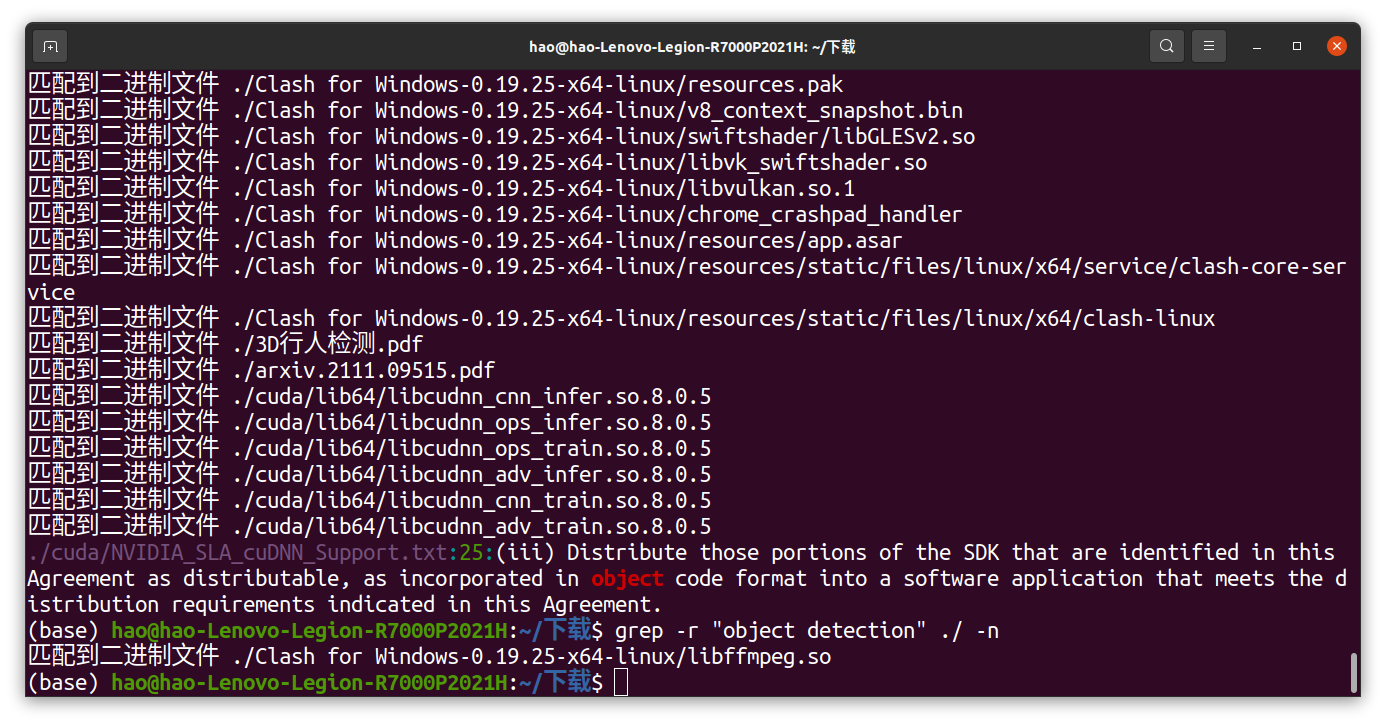 hao@hao-Lenovo-Legion-R7000P2021H: ~/下载
匹配到二进制文件 ./Clash for Windows-0.19.25-x64-linux/resources.pak
匹配到二进制文件 ./Clash for Windows-0.19.25-x64-linux/v8_context_snapshot.bin
匹配到二进制文件 ./Clash for Windows-0.19.25-x64-linux/swiftshader/libGLESv2.so
匹配到二进制文件 ./Clash for Windows-0.19.25-x64-linux/libvk_swiftshader.so
匹配到二进制文件 ./Clash for Windows-0.19.25-x64-linux/libvulkan.so.1
匹配到二进制文件 ./Clash for Windows-0.19.25-x64-linux/chrome_crashpad_handler
匹配到二进制文件 ./Clash for Windows-0.19.25-x64-linux/resources/app.asar
匹配到二进制文件 ./Clash for Windows-0.19.25-x64-linux/resources/static/files/linux/x64/service/clash-core-ser
vice
匹配到二进制文件 ./Clash for Windows-0.19.25-x64-linux/resources/static/files/linux/x64/clash-linux
匹配到二进制文件 ./3D行人检测.pdf
匹配到二进制文件 ./arxiv.2111.09515.pdf
匹配到二进制文件 ./cuda/lib64/libcudnn_cnn_infer.so.8.0.5
匹配到二进制文件 ./cuda/lib64/libcudnn_ops_infer.so.8.0.5
匹配到二进制文件 ./cuda/lib64/libcudnn_ops_train.so.8.0.5
匹配到二进制文件 ./cuda/lib64/libcudnn_adv_infer.so.8.0.5
匹配到二进制文件 ./cuda/lib64/libcudnn_cnn_train.so.8.0.5
匹配到二进制文件 ./cuda/lib64/libcudnn_adv_train.so.8.0.5
./cuda/NVIDIA_SLA_cuDNN_Support.txt:25:(iii) Distribute those portions of the SDK that are identified in this
Agreement as distributable, as incorporated in object code format into a software application that meets the d
istribution requirements indicated in this Agreement.
(base) hao@hao-Lenovo-Legion-R7000P2021H:~/下载$ grep -r "object detection" ./ -n
匹配到二进制文件 ./Clash for Windows-0.19.25-x64-linux/libffmpeg.so
(base) hao@hao-Lenovo-Legion-R7000P2021H:~/下载$